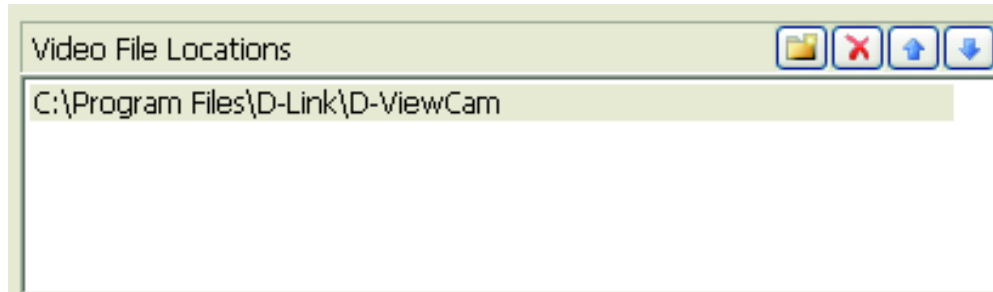 Video File Locations
C:\Program Files\D-Link\D-ViewCam